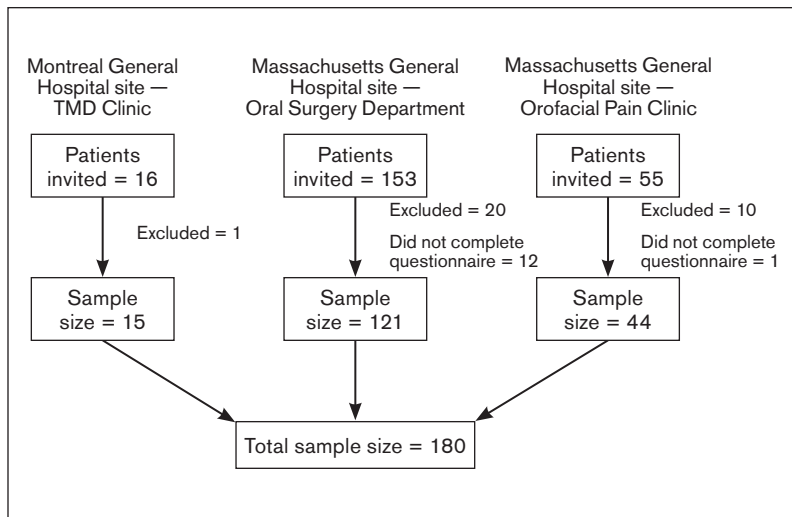 Montreal General
Hospital site —
TMD Clinic
Patients
invited = 16
Excluded = 1
Sample
size = 15
Massachusetts General
Hospital site —
Oral Surgery Department
Patients
invited = 153
Excluded = 20
Did not complete
questionnaire = 12
Sample
size = 121
Massachusetts General
Hospital site —
Orofacial Pain Clinic
Patients
invited = 55
Excluded = 10
Did not complete
questionnaire = 1
Sample
size = 44
Total sample size = 180